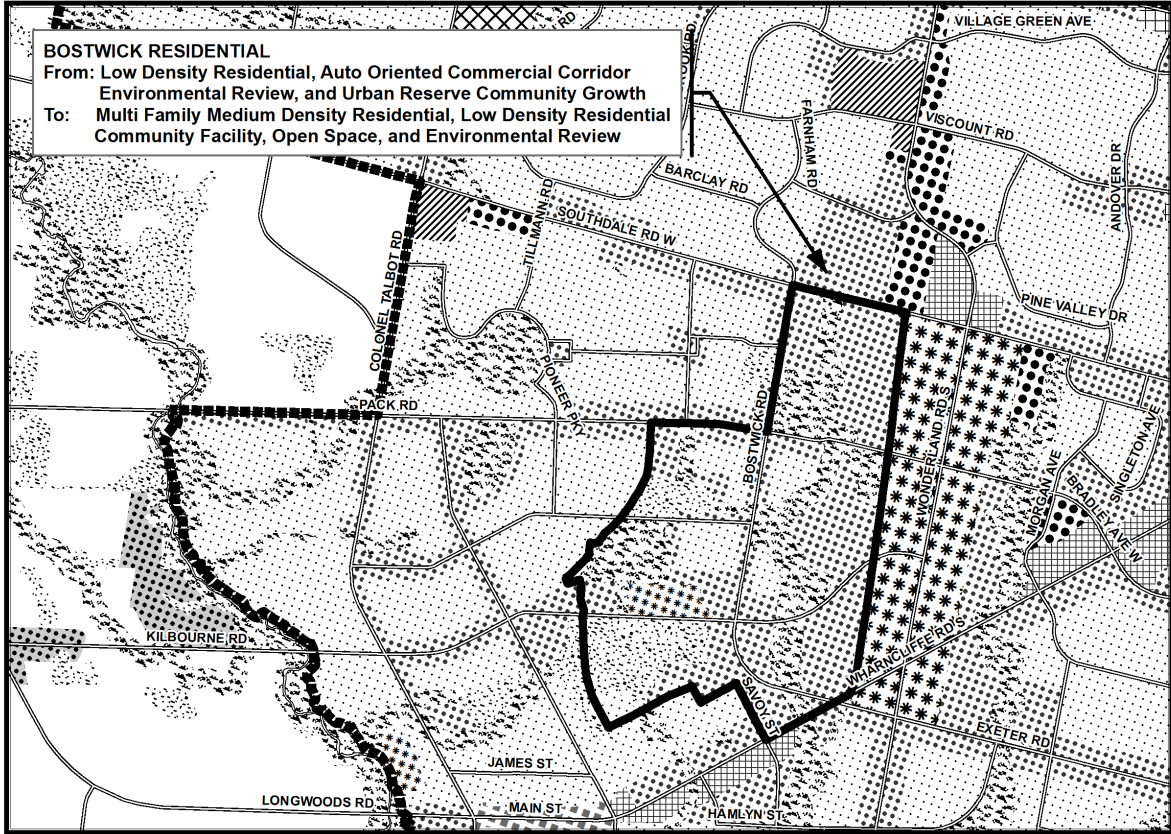 BOSTWICK RESIDENTIAL
From: Low Density Residential, Auto Oriented Commercial Corridor
Environmental Review, and Urban Reserve Community Growth
To: Multi Family Medium Density Residential, Low Density Residential
Community Facility, Open Space, and Environmental Review
RD
VILLAGE GREEN AVE
VISCOUNT RD
FARNHAM RD
ANDOVER DR
BARCLAY RD
TILLMANN RD
SOUTHDALE RD W
COLONEL TALBOT RD
PINE VALLEY DR
PIONEER PKY
PACK RD
BOSTWICK RD
WONDERLAND RD S
SINGLETON AVE
MORGAN AVE
BRADLEY AVE W
KILBOURNE RD
WHARNCLIFFE RD S
SAVOY ST
EXETER RD
JAMES ST
LONGWOODS RD
MAIN ST
HAMLYN ST